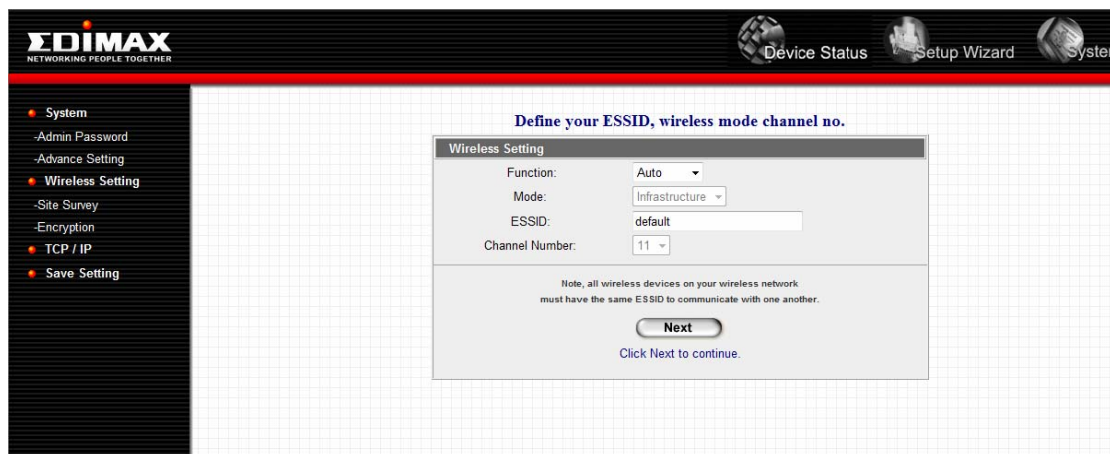 EDIMAX
NETWORKING PEOPLE TOGETHER
Device Status
Setup Wizard
System
-Admin Password
-Advance Setting
Wireless Setting
-Site Survey
-Encryption
TCP / IP
Save Setting
Define your ESSID, wireless mode channel no.
Wireless Setting
Function:
Auto
Mode:
Infrastructure
ESSID:
default
Channel Number:
11
Note, all wireless devices on your wireless network
must have the same ESSID to communicate with one another.
Next
Click Next to continue.